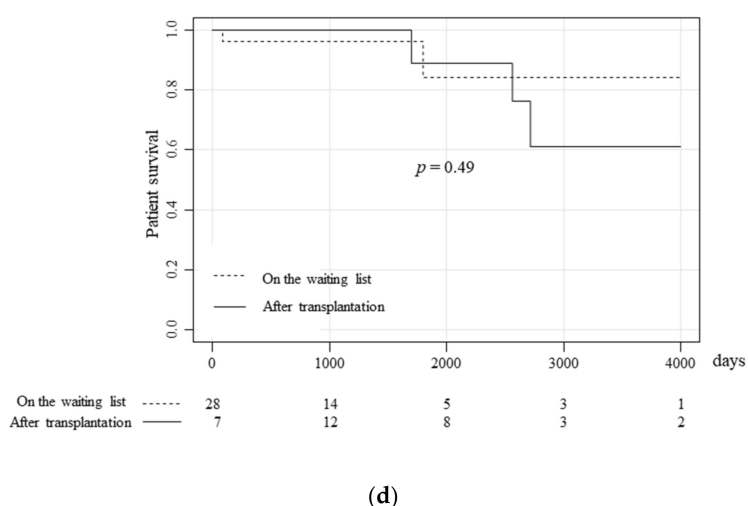 1.0
0.8
0.6
0.4
0.2
0.0
Patient survival
p = 0.49
On the waiting list
After transplantation
0 1000 2000 3000 4000 days
On the waiting list 28 14 5 3 1
After transplantation 7 12 8 3 2
(d)